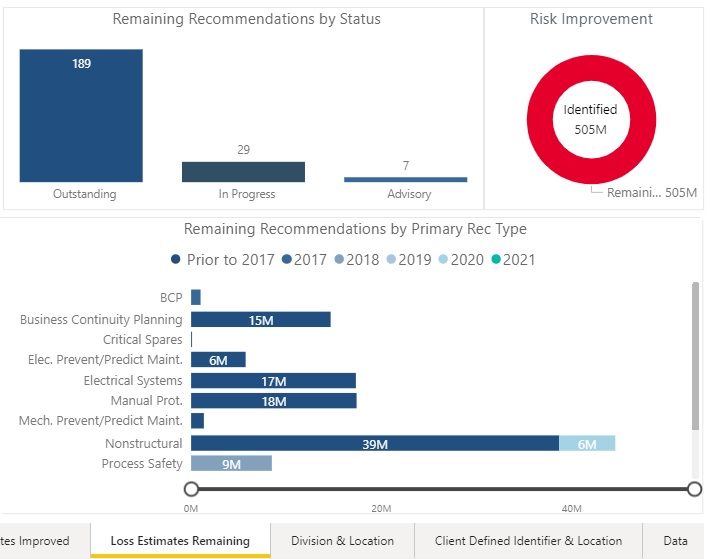 Remaining Recommendations by Status
Risk Improvement
189
29
7
Outstanding
In Progress
Advisory
Identified
505M
Remaini... 505M
Remaining Recommendations by Primary Rec Type
Prior to 2017 2017 2018 2019 2020 2021
BCP
Business Continuity Planning 15M
Critical Spares
Elec. Prevent/Predict Maint. 6M
Electrical Systems 17M
Manual Prot. 18M
Mech. Prevent/Predict Maint.
Nonstructural 39M 6M
Process Safety 9M
0M 20M 40M
tes Improved Loss Estimates Remaining Division & Location Client Defined Identifier & Location Data